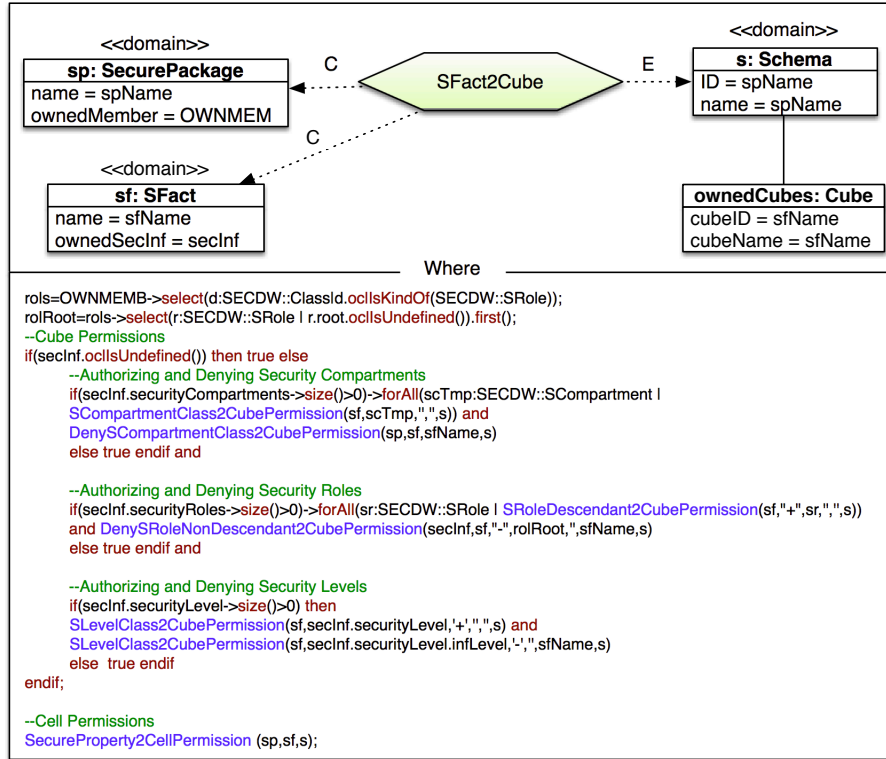 <<domain>>
sp: SecurePackage
name = spName
ownedMember = OWNMEM
C
SFact2Cube
E
<<domain>>
s: Schema
ID = spName
name = spName
C
<<domain>>
sf: SFact
name = sfName
ownedSecInf = secInf
ownedCubes: Cube
cubeID = sfName
cubeName = sfName
Where
rols=OWNMEMB->select(d:SECDW::Class|d.oclIsKindOf(SECDW::SRole));
rolRoot=rols->select(r:SECDW::SRole | r.root.oclIsUndefined()).first();
--Cube Permissions
if(secInf.oclIsUndefined()) then true else
--Authorizing and Denying Security Compartments
if(secInf.securityCompartments->size()>0)->forAll(scTmp:SECDW::SCompartment |
SCompartmentClass2CubePermission(sf,scTmp,'','',s)) and
DenySCompartmentClass2CubePermission(sp,sf,sfName,s)
else true endif and
--Authorizing and Denying Security Roles
if(secInf.securityRoles->size()>0)->forAll(sr:SECDW::SRole | SRoleDescendant2CubePermission(sf,"+",sr,'','',s))
and DenySRoleNonDescendant2CubePermission(secInf,sf,"-",rolRoot,'',sfName,s)
else true endif and
--Authorizing and Denying Security Levels
if(secInf.securityLevel->size()>0) then
SLevelClass2CubePermission(sf,secInf.securityLevel,'+','','',s) and
SLevelClass2CubePermission(sf,secInf.securityLevel.infLevel,'-','',sfName,s)
else true endif
endif;
--Cell Permissions
SecureProperty2CellPermission (sp,sf,s);